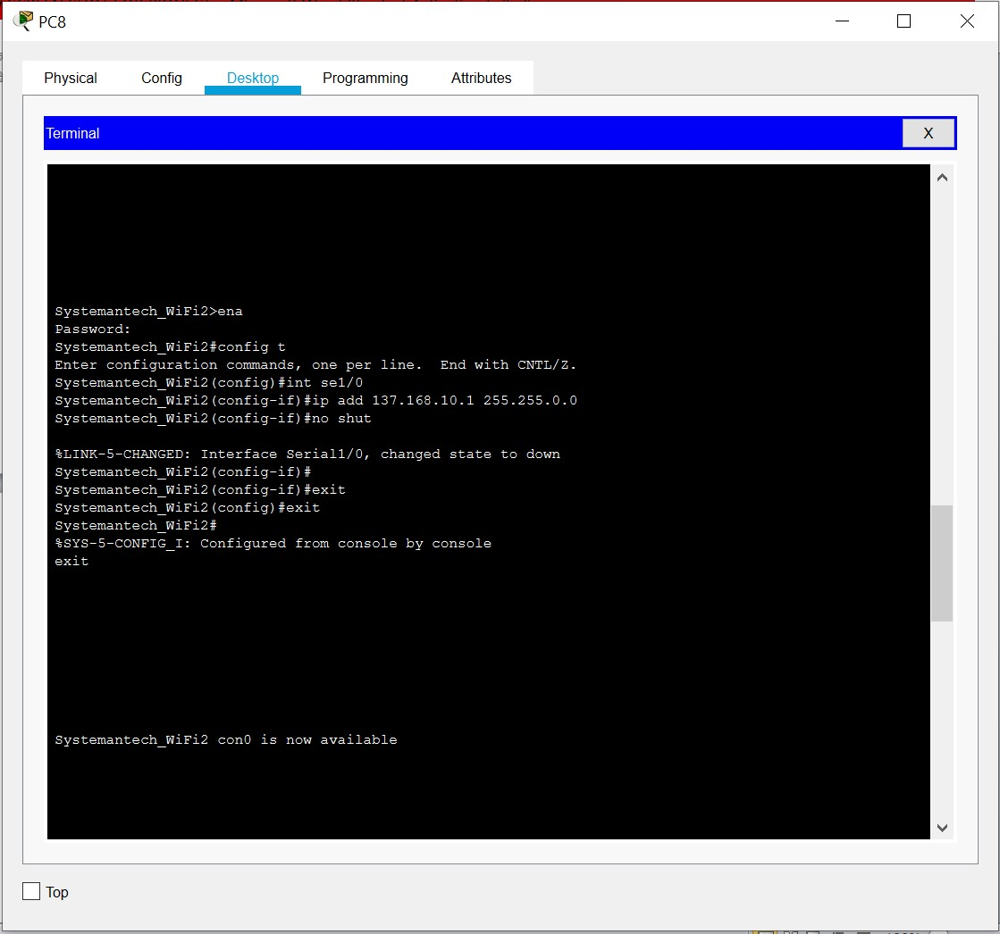 PC8
Physical Config Desktop Programming Attributes
Terminal X
Systemantech_WiFi2>ena
Password:
Systemantech_WiFi2#config t
Enter configuration commands, one per line.  End with CNTL/Z.
Systemantech_WiFi2(config)#int se1/0
Systemantech_WiFi2(config-if)#ip add 137.168.10.1 255.255.0.0
Systemantech_WiFi2(config-if)#no shut
%LINK-5-CHANGED: Interface Serial1/0, changed state to down
Systemantech_WiFi2(config-if)#
Systemantech_WiFi2(config-if)#exit
Systemantech_WiFi2(config)#exit
Systemantech_WiFi2#
%SYS-5-CONFIG_I: Configured from console by console
exit
Systemantech_WiFi2 con0 is now available
Top